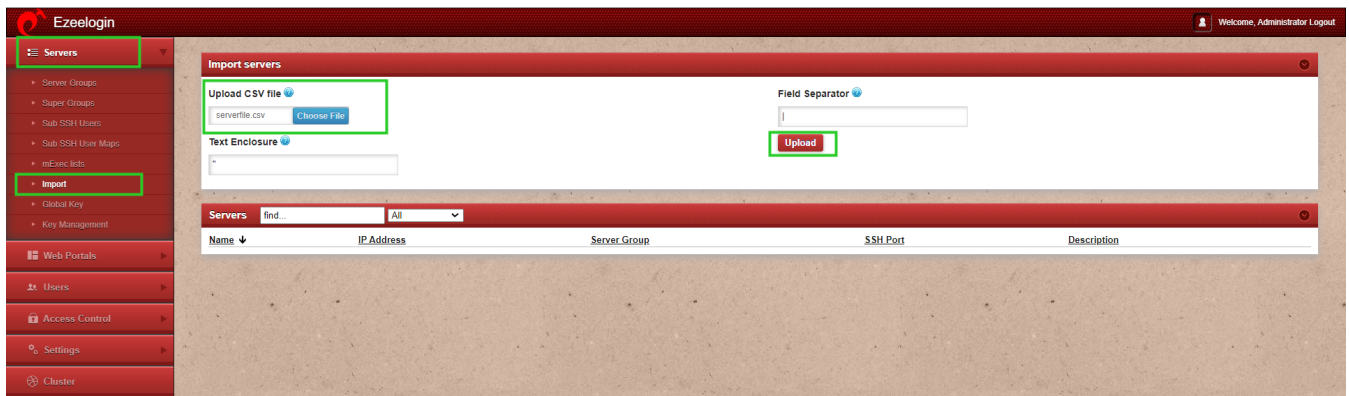 Ezeelogin
Welcome, Administrator Logout
Servers
Server Groups
Super Groups
Sub SSH Users
Sub SSH User Maps
mExec lists
Import
Global Key
Key Management
Web Portals
Users
Access Control
Settings
Cluster
Import servers
Upload CSV file
serverfile.csv Choose File
Field Separator
|
Text Enclosure
"
Upload
Servers find... All
Name IP Address Server Group SSH Port Description